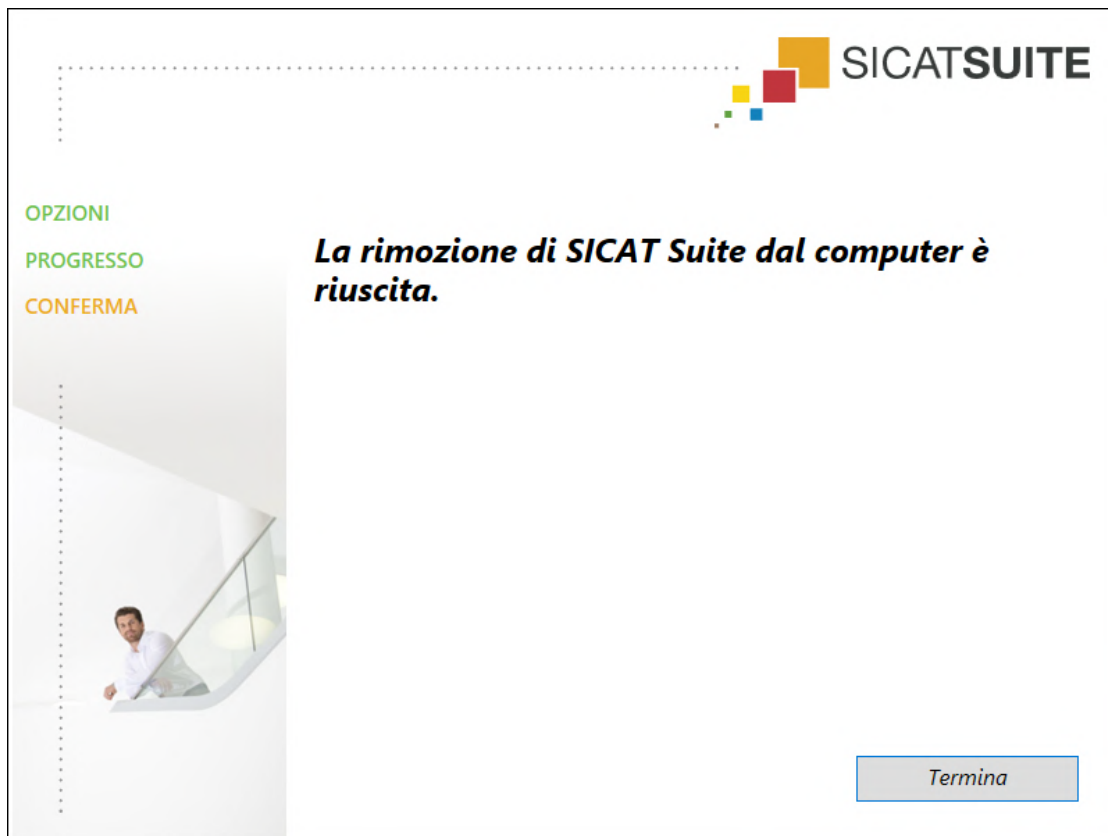 SICATSUITE
OPZIONI
PROGRESSO
CONFERMA
La rimozione di SICAT Suite dal computer è
riuscita.
Termina